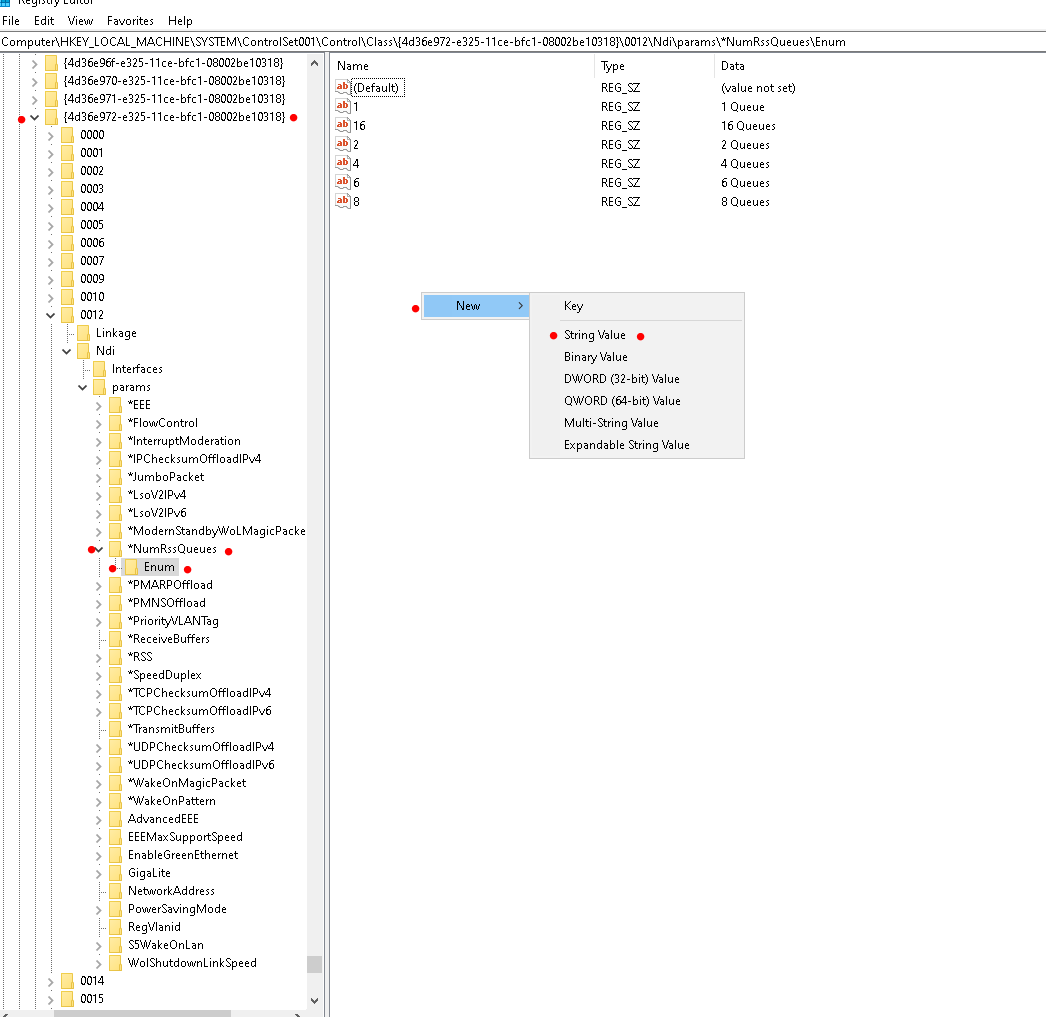 Registry Editor
File Edit View Favorites Help
Computer\HKEY_LOCAL_MACHINE\SYSTEM\ControlSet001\Control\Class\{4d36e972-e325-11ce-bfc1-08002be10318}\0012\Ndi\params\*NumRssQueues\Enum
{4d36e96f-e325-11ce-bfc1-08002be10318}
{4d36e970-e325-11ce-bfc1-08002be10318}
{4d36e971-e325-11ce-bfc1-08002be10318}
{4d36e972-e325-11ce-bfc1-08002be10318}
0000
0001
0002
0003
0004
0005
0006
0007
0009
0010
0012
Linkage
Ndi
Interfaces
params
*EEE
*FlowControl
*InterruptModeration
*IPChecksumOffloadIPv4
*JumboPacket
*LsoV2IPv4
*LsoV2IPv6
*ModernStandbyWoLMagicPacke
*NumRssQueues
Enum
*PMARPOffload
*PMNSOffload
*PriorityVLANTag
*ReceiveBuffers
*RSS
*SpeedDuplex
*TCPChecksumOffloadIPv4
*TCPChecksumOffloadIPv6
*TransmitBuffers
*UDPChecksumOffloadIPv4
*UDPChecksumOffloadIPv6
*WakeOnMagicPacket
*WakeOnPattern
AdvancedEEE
EEEMaxSupportSpeed
EnableGreenEthernet
GigaLite
NetworkAddress
PowerSavingMode
RegVlanid
S5WakeOnLan
WolShutdownLinkSpeed
0014
0015
Name Type Data
ab (Default) REG_SZ (value not set)
ab 1 REG_SZ 1 Queue
ab 16 REG_SZ 16 Queues
ab 2 REG_SZ 2 Queues
ab 4 REG_SZ 4 Queues
ab 6 REG_SZ 6 Queues
ab 8 REG_SZ 8 Queues
New
Key
String Value
Binary Value
DWORD (32-bit) Value
QWORD (64-bit) Value
Multi-String Value
Expandable String Value